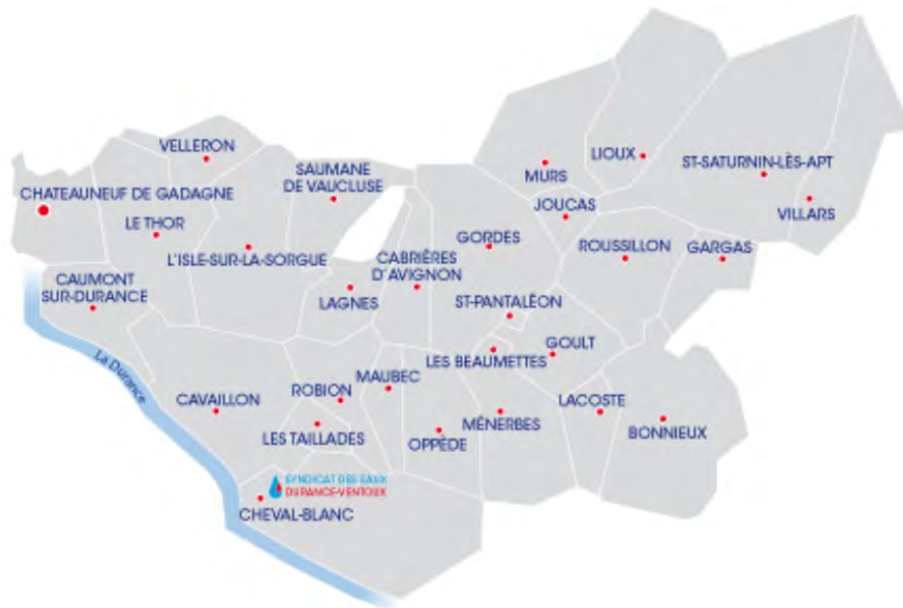 VELLERON
SAUMANE
DE VAUCLUSE
LIOUX
MURS
ST-SATURNIN-LÈS-APT
CHATEAUNEUF DE GADAGNE
JOUCAS
VILLARS
LE THOR
GORDES
ROUSSILLON
GARGAS
L'ISLE-SUR-LA-SORGUE
CABRIÈRES
D'AVIGNON
CAUMONT
SUR-DURANCE
LAGNES
ST-PANTALÉON
La Durance
LES BEAUMETTES
GOULT
MAUBEC
ROBION
CAVAILLON
LACOSTE
MÉNERBES
BONNIEUX
LES TAILLADES
OPPÈDE
SYNDICAT DES EAUX
DURANCE-VENTOUX
CHEVAL-BLANC